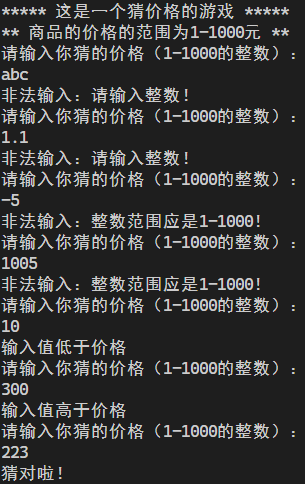 ***** 这是一个猜价格的游戏 *****
** 商品的价格的范围为1-1000元 **
请输入你猜的价格（1-1000的整数）：
abc
非法输入：请输入整数！
请输入你猜的价格（1-1000的整数）：
1.1
非法输入：请输入整数！
请输入你猜的价格（1-1000的整数）：
-5
非法输入：整数范围应是1-1000！
请输入你猜的价格（1-1000的整数）：
1005
非法输入：整数范围应是1-1000！
请输入你猜的价格（1-1000的整数）：
10
输入值低于价格
请输入你猜的价格（1-1000的整数）：
300
输入值高于价格
请输入你猜的价格（1-1000的整数）：
223
猜对啦！